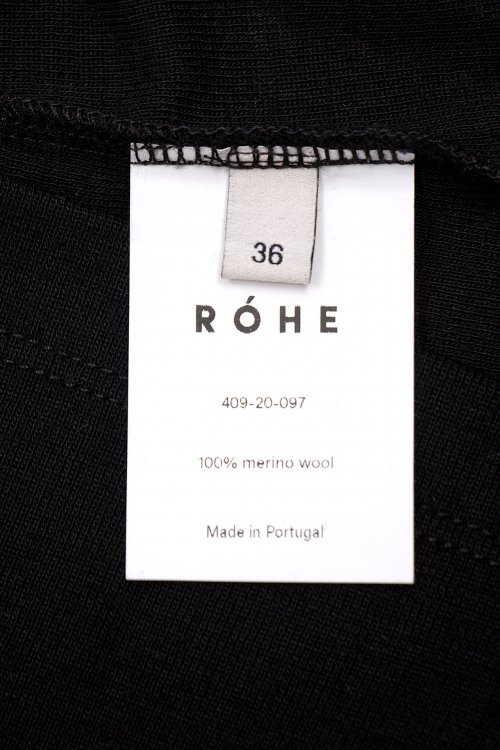 36
RÓHE
409-20-097
100% merino wool
Made in Portugal